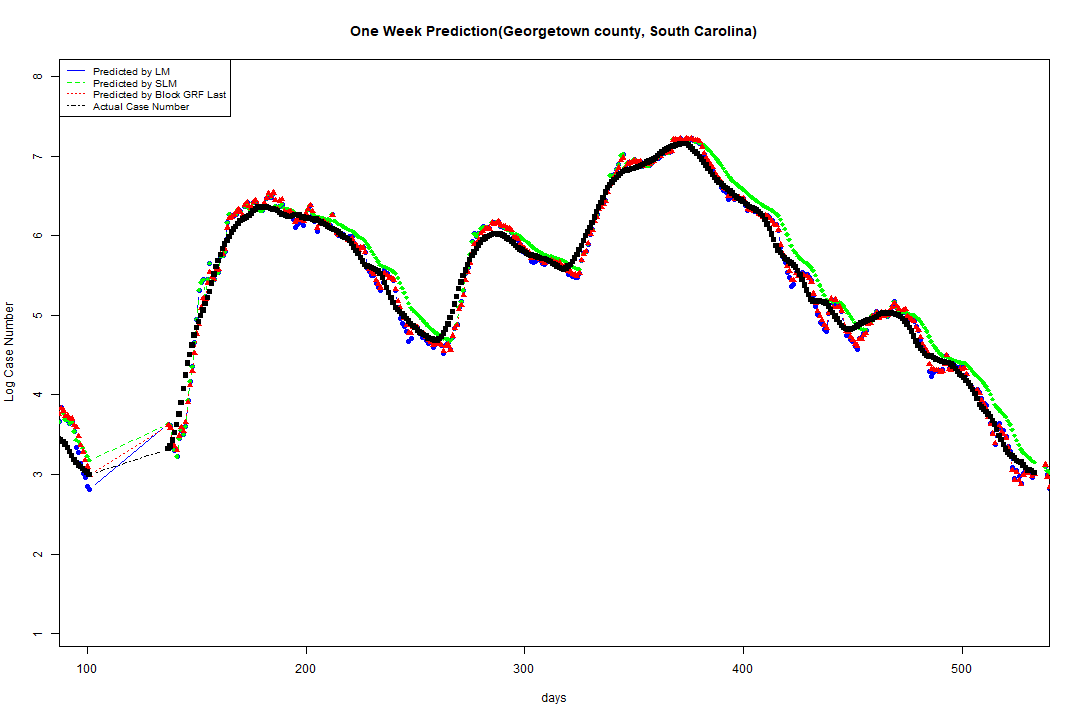 One Week Prediction(Georgetown county, South Carolina)
Predicted by LM
Predicted by SLM
Predicted by Block GRF Last
Actual Case Number
8
7
6
5
4
3
2
1
Log Case Number
100 200 300 400 500
days